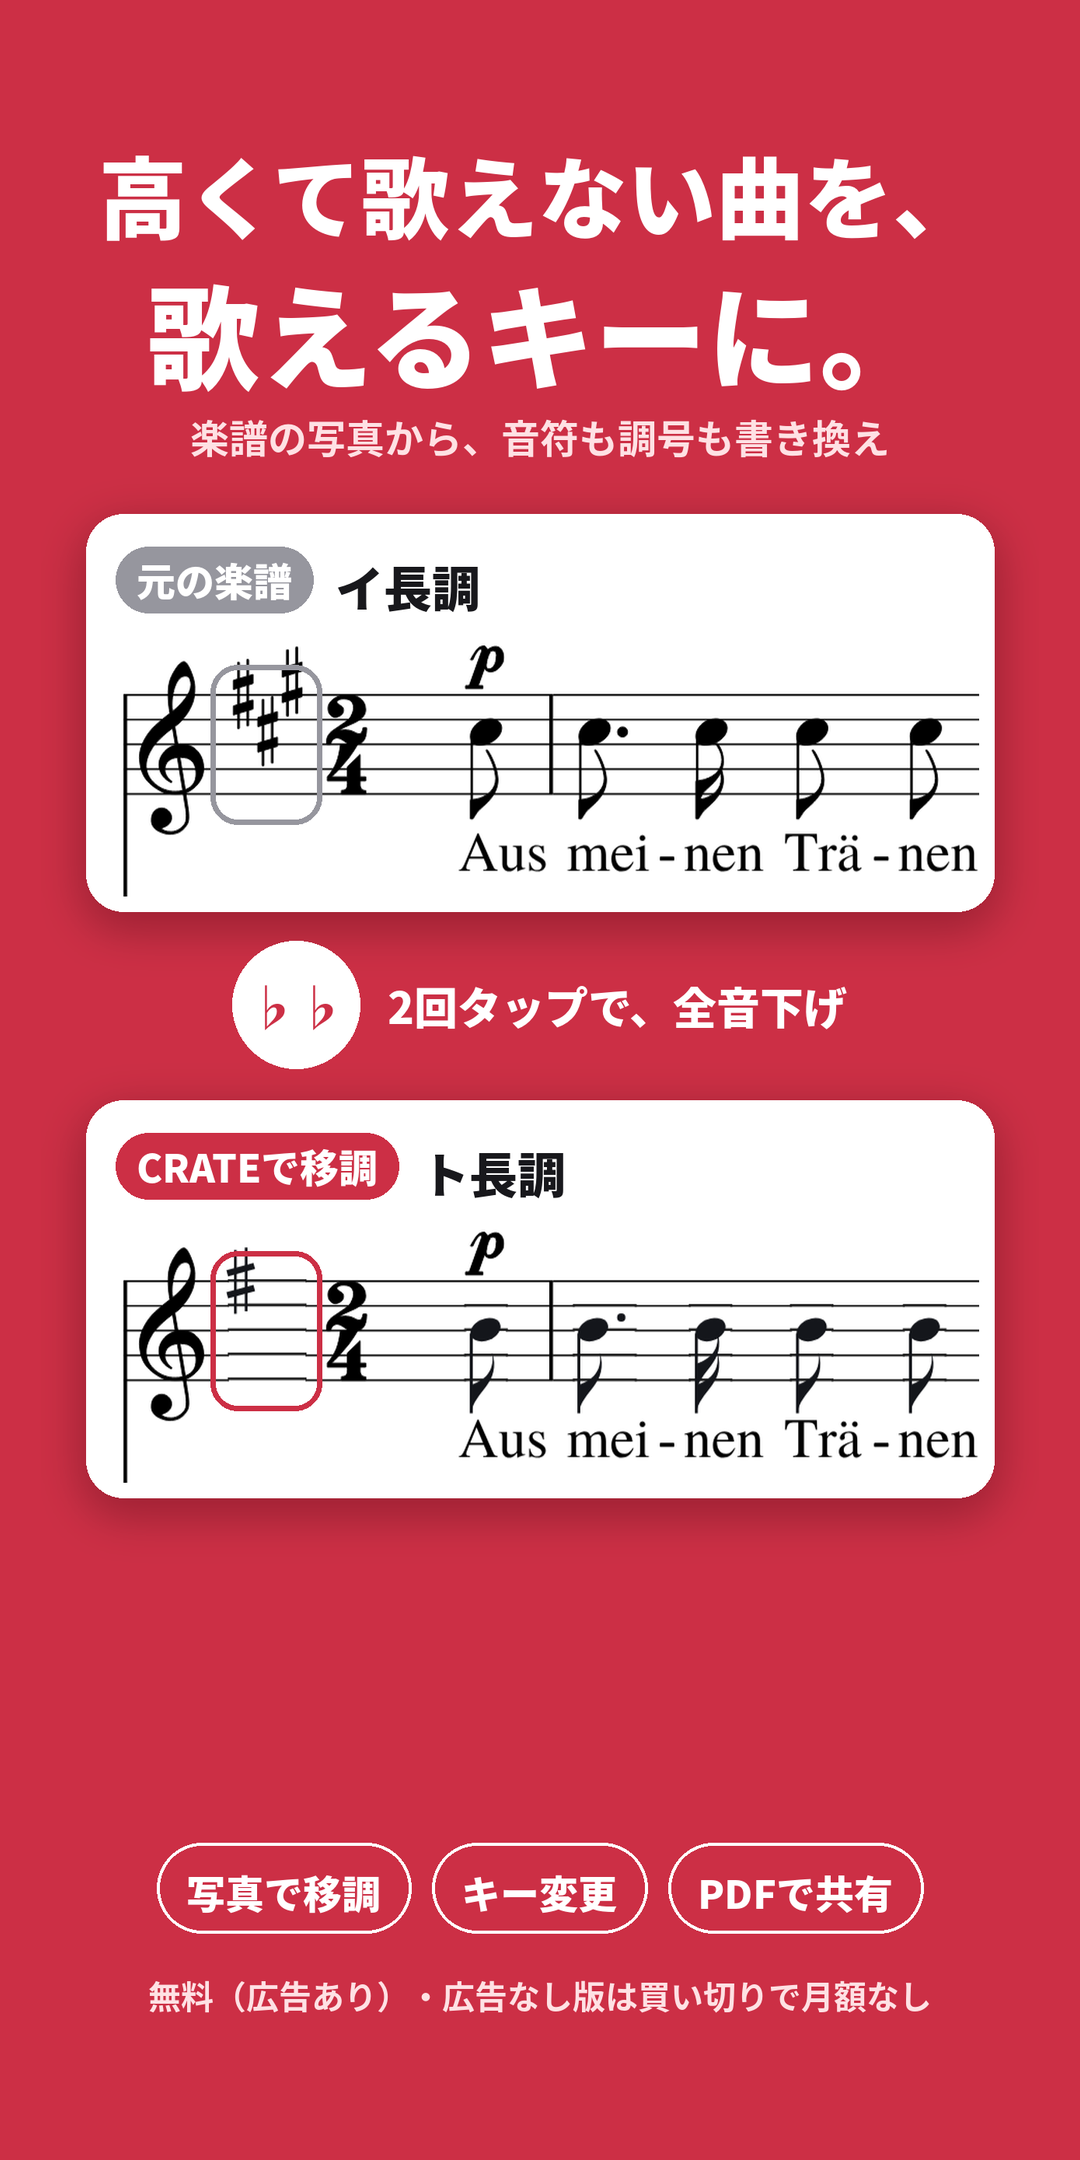 高くて歌えない曲を、
歌えるキーに。
楽譜の写真から、音符も調号も書き換え
元の楽譜 イ長調
p
2
4
Aus mei - nen Trä - nen
♭ ♭ 2回タップで、全音下げ
CRATEで移調 ト長調
p
2
4
Aus mei - nen Trä - nen
写真で移調 キー変更 PDFで共有
無料（広告あり）・広告なし版は買い切りで月額なし